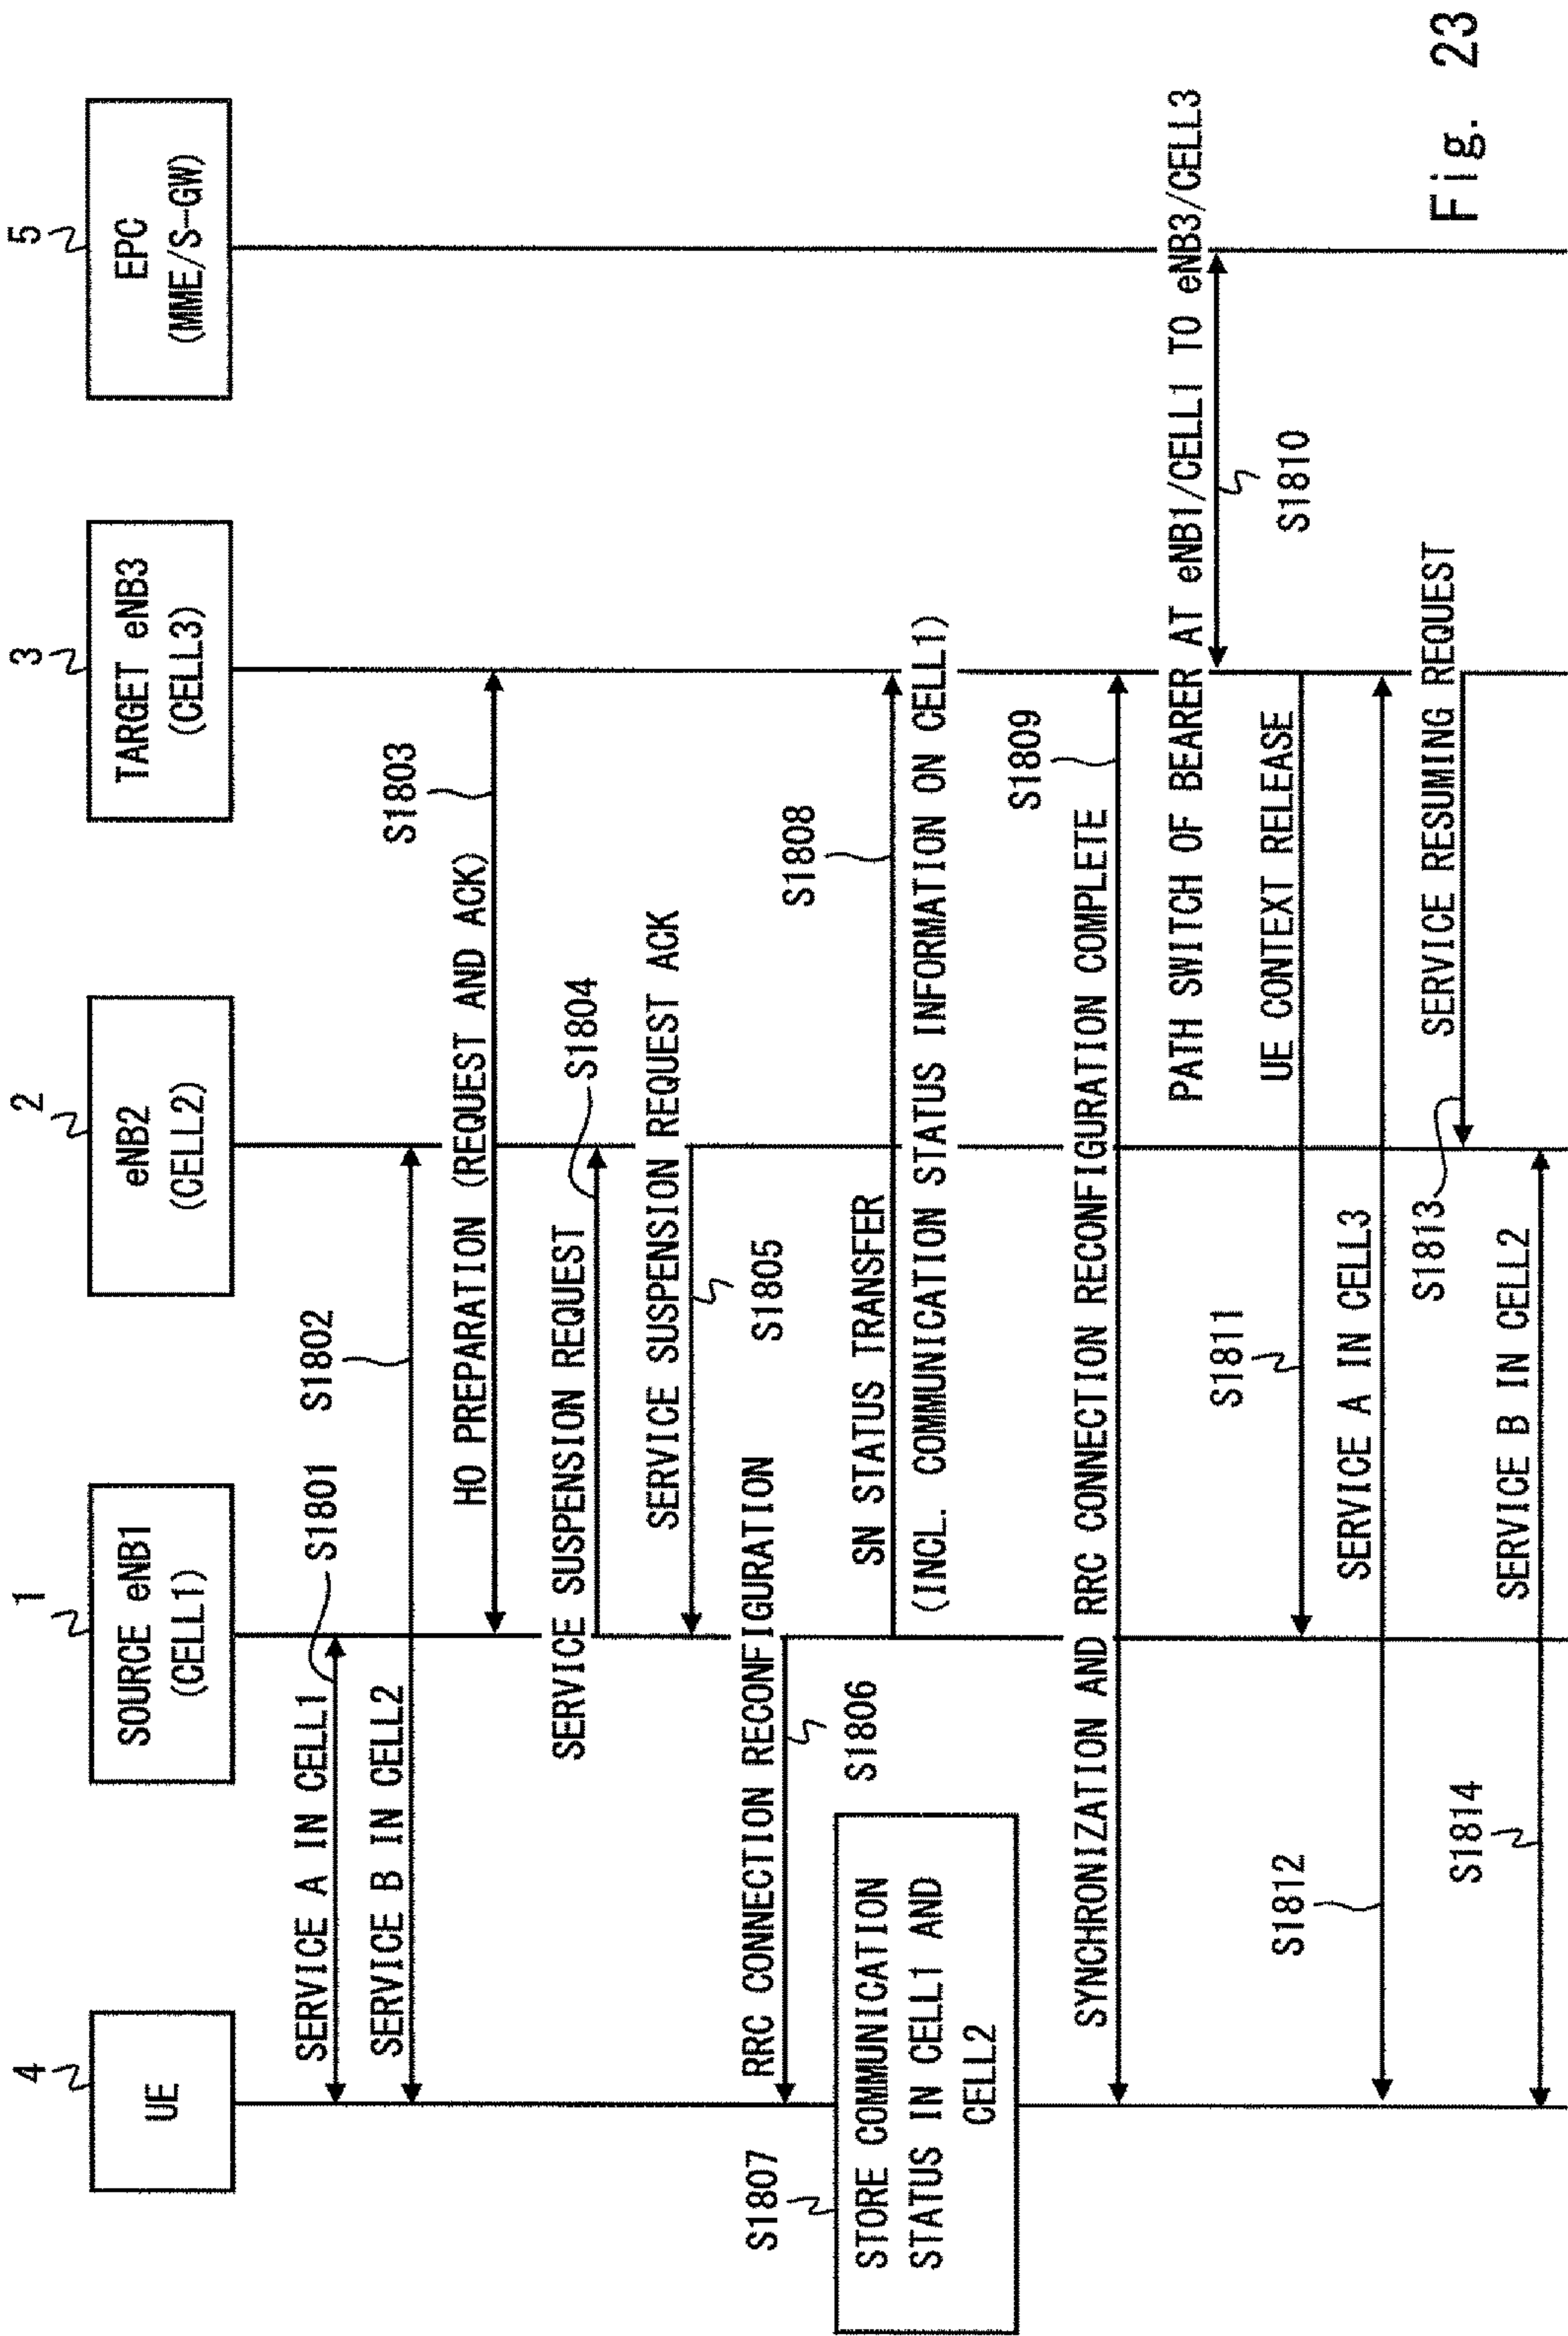 4
UE
1
SOURCE eNB1
(CELL1)
2
eNB2
(CELL2)
3
TARGET eNB3
(CELL3)
5
EPC
(MME/S-GW)
SERVICE A IN CELL1
S1801
SERVICE B IN CELL2
S1802
HO PREPARATION (REQUEST AND ACK)
S1803
SERVICE SUSPENSION REQUEST
S1804
SERVICE SUSPENSION REQUEST ACK
S1805
RRC CONNECTION RECONFIGURATION
S1806
S1807
STORE COMMUNICATION
STATUS IN CELL1 AND
CELL2
SN STATUS TRANSFER
S1808
(INCL. COMMUNICATION STATUS INFORMATION ON CELL1)
SYNCHRONIZATION AND RRC CONNECTION RECONFIGURATION COMPLETE
S1809
PATH SWITCH OF BEARER AT eNB1/CELL1 TO eNB3/CELL3
S1810
UE CONTEXT RELEASE
S1811
SERVICE A IN CELL3
S1812
SERVICE RESUMING REQUEST
S1813
SERVICE B IN CELL2
S1814
Fig. 23